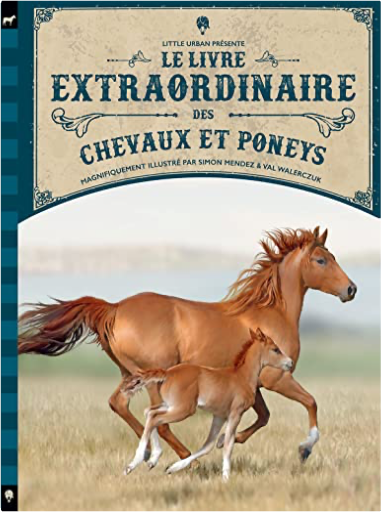 LITTLE URBAN PRÉSENTE
LE LIVRE
EXTRAORDINAIRE
DES
CHEVAUX ET PONEYS
MAGNIFIQUEMENT ILLUSTRÉ PAR SIMON MENDEZ & VAL WALERCZUK